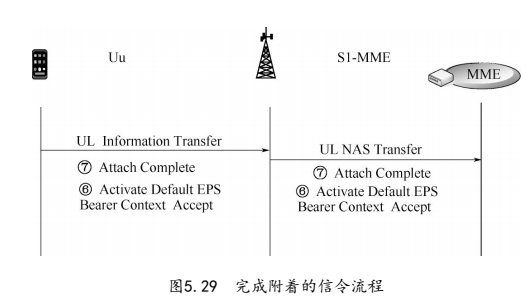 Uu
S1-MME
MME
UL Information Transfer
⑦ Attach Complete
⑥ Activate Default EPS
Bearer Context Accept
UL NAS Transfer
⑦ Attach Complete
⑥ Activate Default EPS
Bearer Context Accept
图5.29 完成附着的信令流程